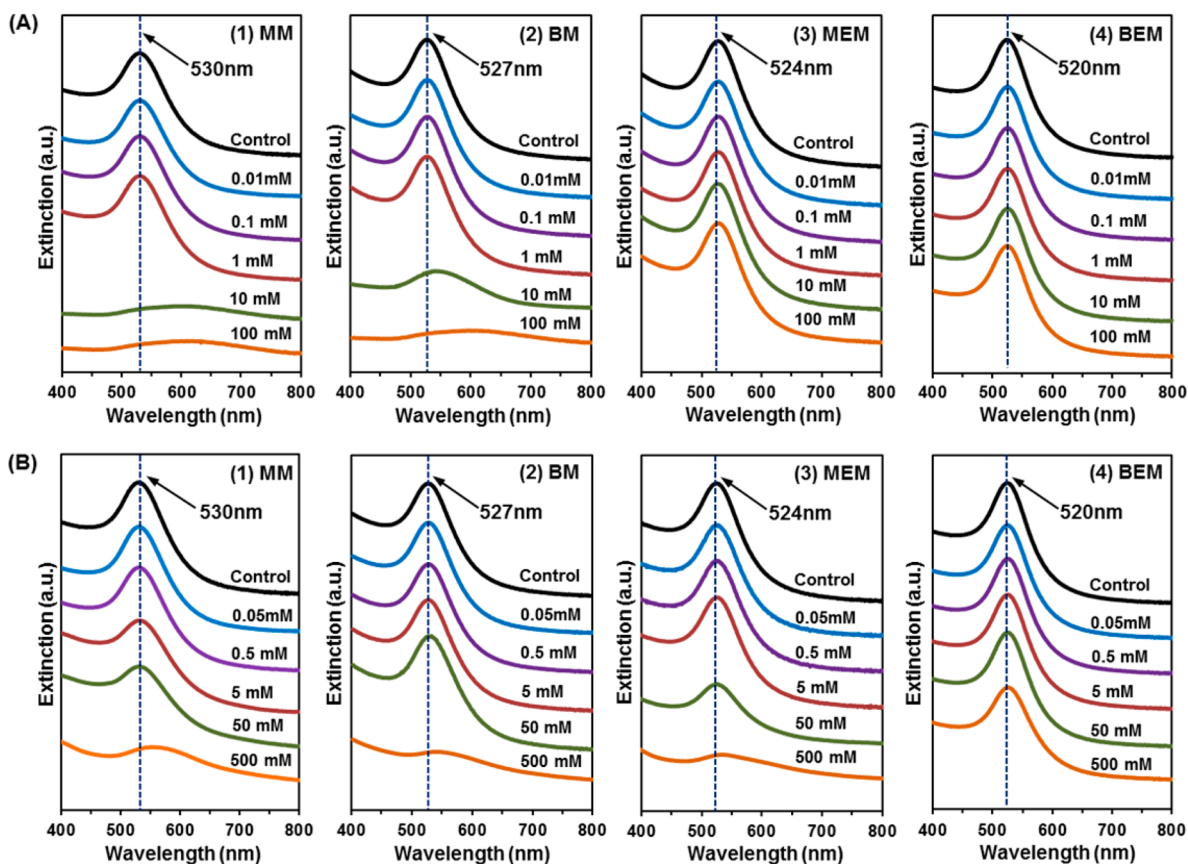 (A)
(1) MM
530nm
Control
0.01mM
0.1 mM
1 mM
10 mM
100 mM
Extinction (a.u.)
400 500 600 700 800
Wavelength (nm)
(2) BM
527nm
Control
0.01mM
0.1 mM
1 mM
10 mM
100 mM
Extinction (a.u.)
400 500 600 700 800
Wavelength (nm)
(3) MEM
524nm
Control
0.01mM
0.1 mM
1 mM
10 mM
100 mM
Extinction (a.u.)
400 500 600 700 800
Wavelength (nm)
(4) BEM
520nm
Control
0.01mM
0.1 mM
1 mM
10 mM
100 mM
Extinction (a.u.)
400 500 600 700 800
Wavelength (nm)
(B)
(1) MM
530nm
Control
0.05mM
0.5 mM
5 mM
50 mM
500 mM
Extinction (a.u.)
400 500 600 700 800
Wavelength (nm)
(2) BM
527nm
Control
0.05mM
0.5 mM
5 mM
50 mM
500 mM
Extinction (a.u.)
400 500 600 700 800
Wavelength (nm)
(3) MEM
524nm
Control
0.05mM
0.5 mM
5 mM
50 mM
500 mM
Extinction (a.u.)
400 500 600 700 800
Wavelength (nm)
(4) BEM
520nm
Control
0.05mM
0.5 mM
5 mM
50 mM
500 mM
Extinction (a.u.)
400 500 600 700 800
Wavelength (nm)